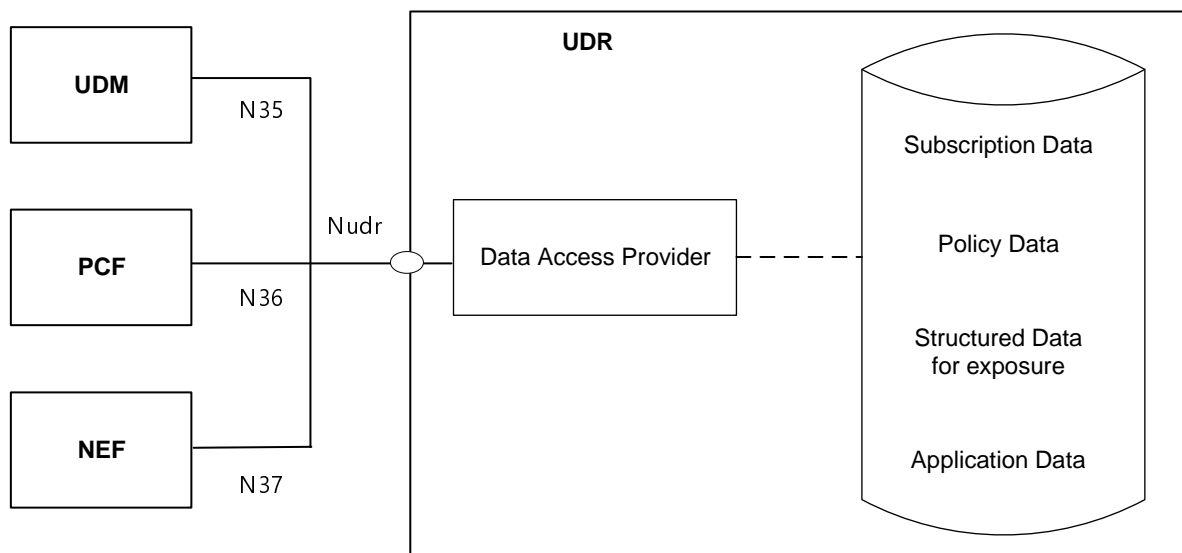 UDR
UDM
N35
Subscription Data
Nudr
PCF
N36
Data Access Provider
Policy Data
Structured Data
for exposure
NEF
N37
Application Data